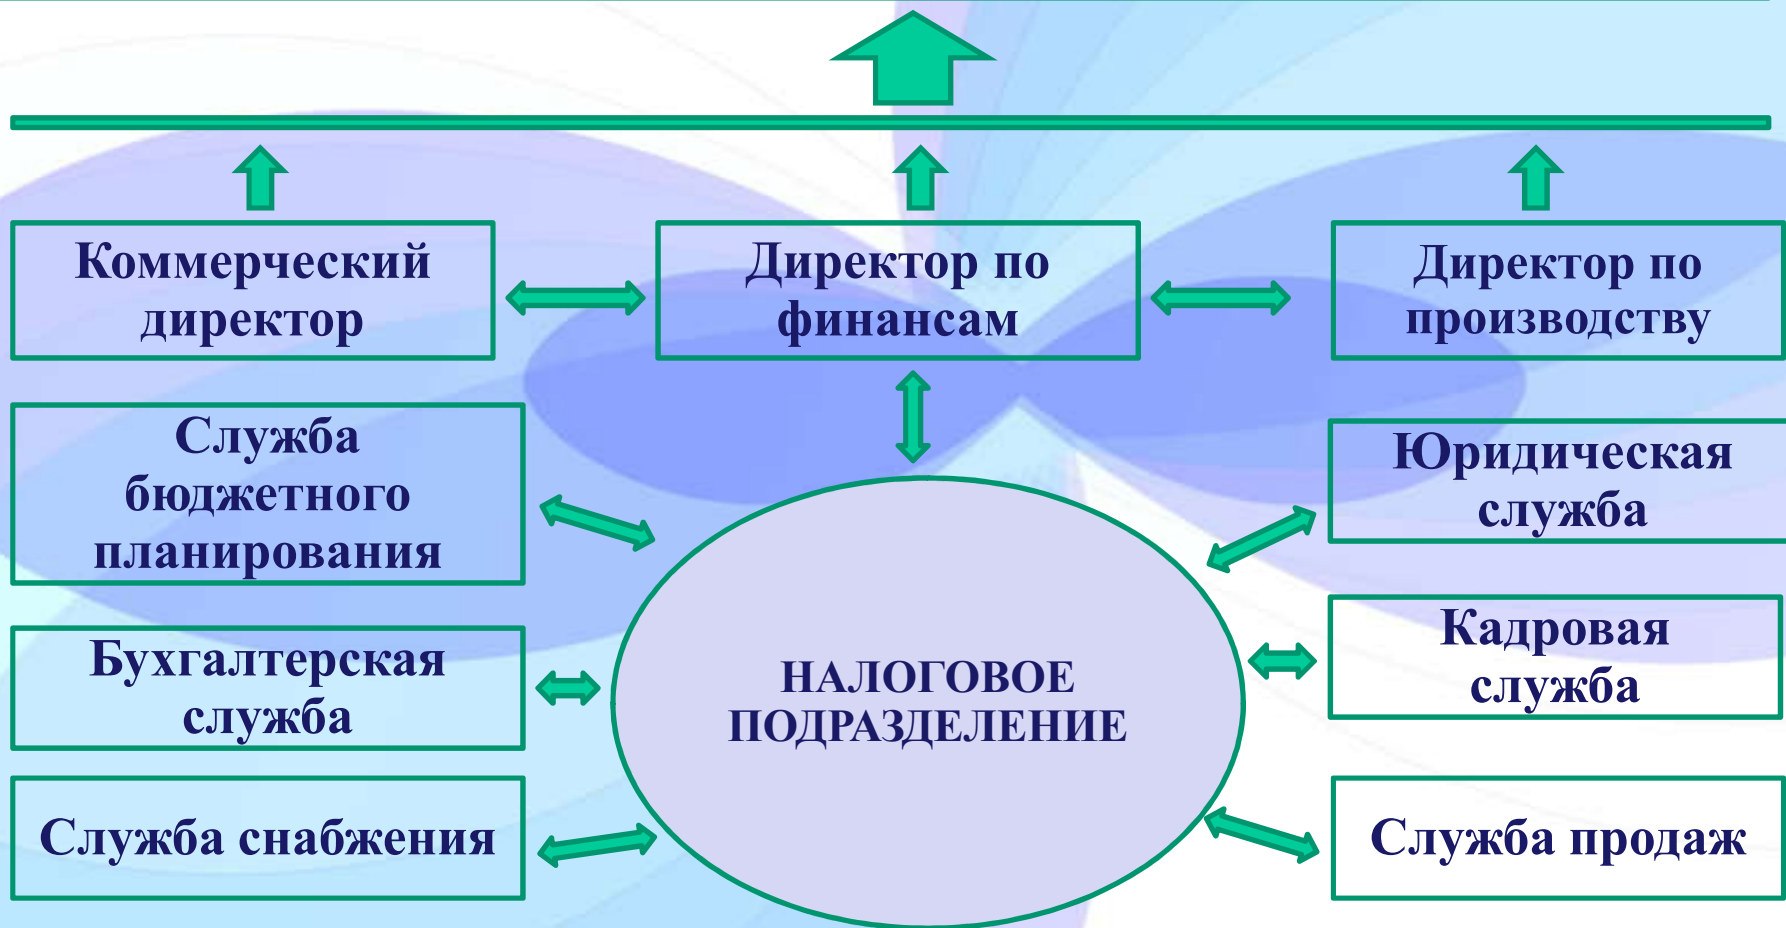 Коммерческий
директор
Директор по
финансам
Директор по
производству
Служба
бюджетного
планирования
Юридическая
служба
Бухгалтерская
служба
НАЛОГОВОЕ
ПОДРАЗДЕЛЕНИЕ
Кадровая
служба
Служба снабжения
Служба продаж